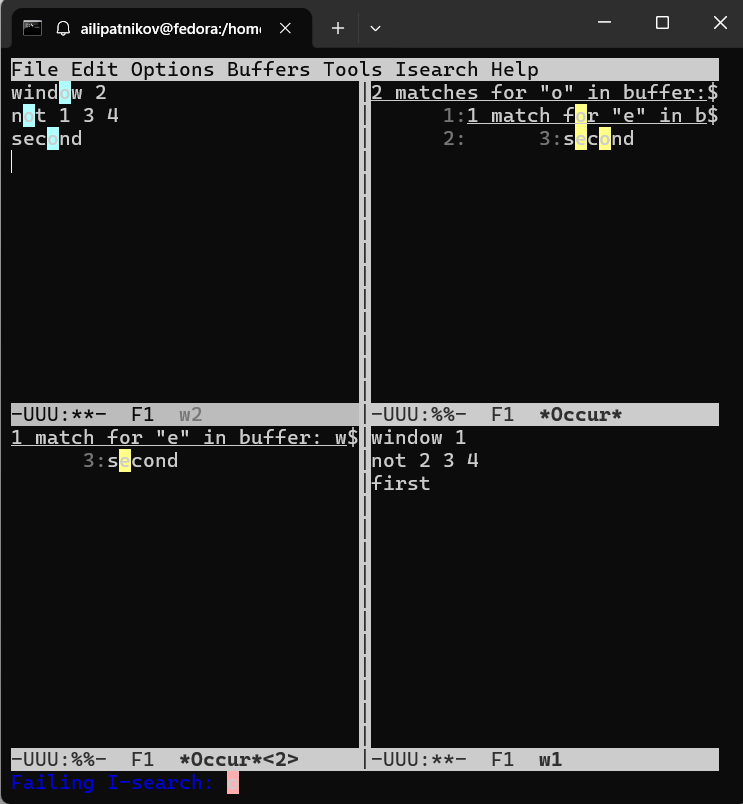 ailipatnikov@fedora:/home
File Edit Options Buffers Tools Isearch Help
window 2
not 1 3 4
second
-UUU:**-  F1  w2
2 matches for "o" in buffer:$
1:1 match for "e" in b$
2:       3:second
-UUU:%%-  F1  *Occur*
1 match for "e" in buffer: w$
3:second
-UUU:%%-  F1  *Occur*<2>
window 1
not 2 3 4
first
-UUU:**-  F1  w1
Failing I-search: o